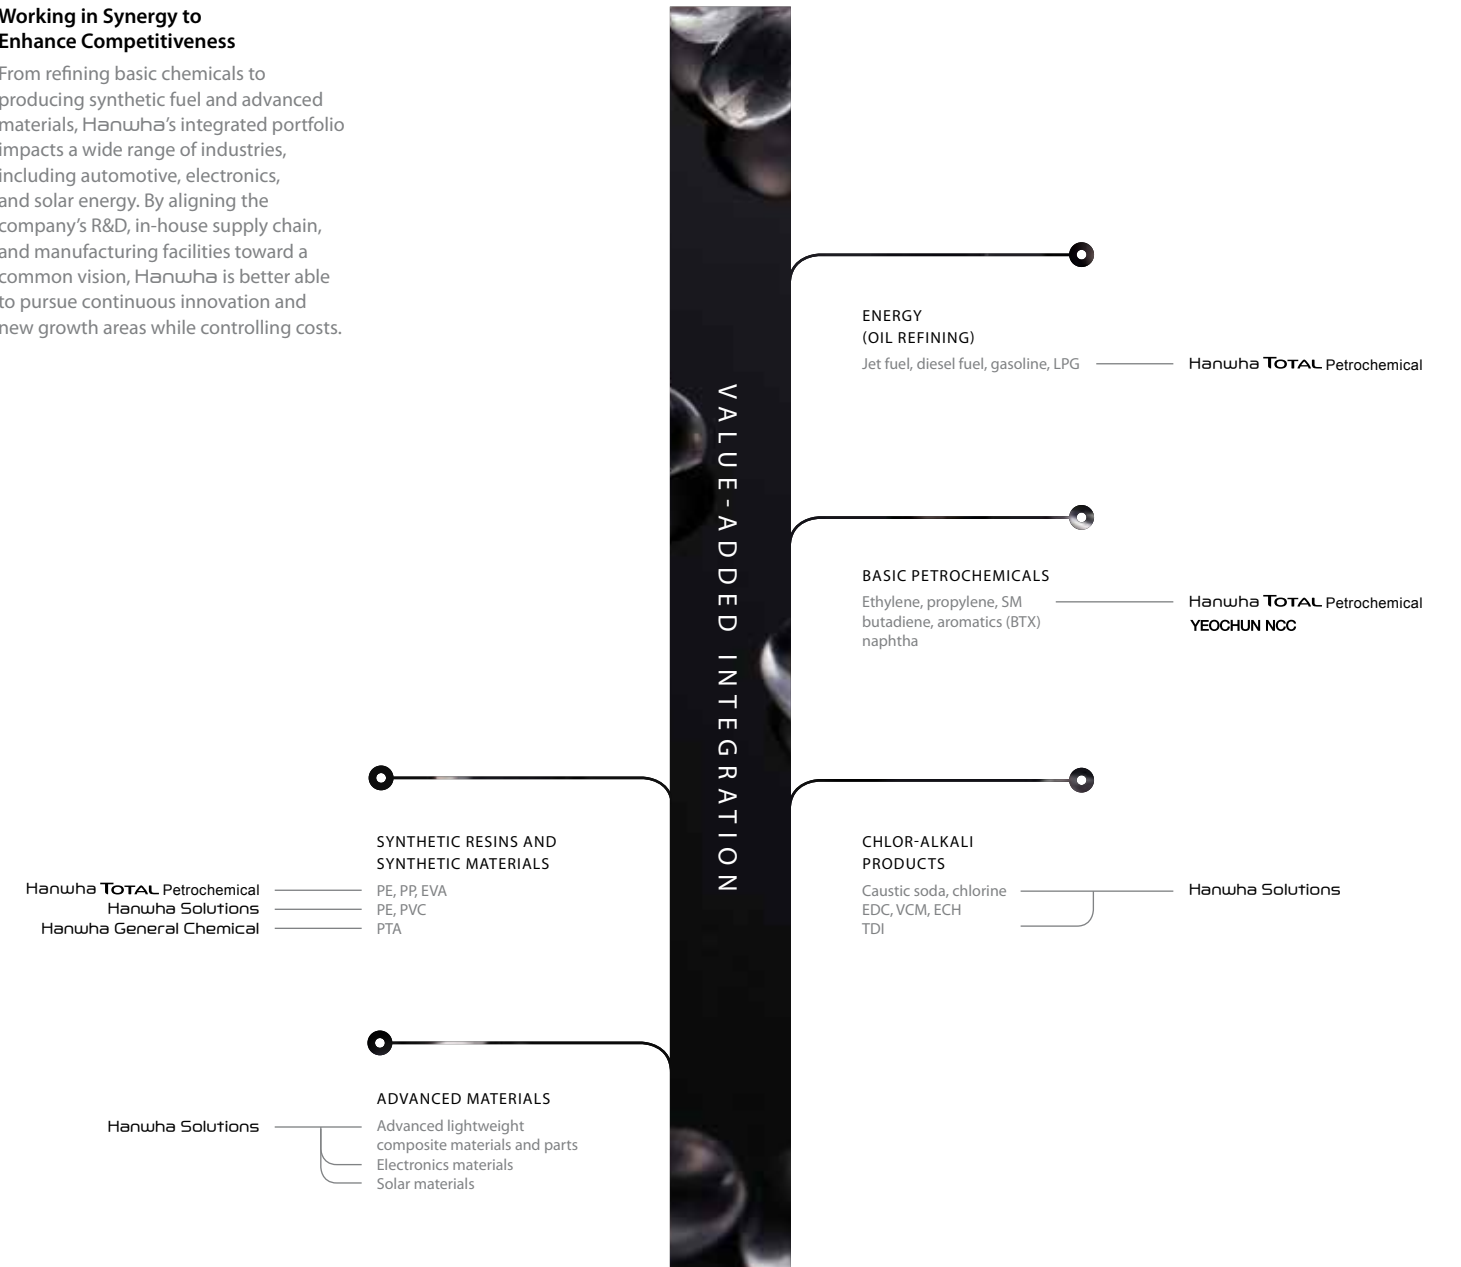 Working in Synergy to
Enhance Competitiveness
From refining basic chemicals to
producing synthetic fuel and advanced
materials, Hanwha's integrated portfolio
impacts a wide range of industries,
including automotive, electronics,
and solar energy. By aligning the
company's R&D, in-house supply chain,
and manufacturing facilities toward a
common vision, Hanwha is better able
to pursue continuous innovation and
new growth areas while controlling costs.
VALUE-ADDED INTEGRATION
ENERGY
(OIL REFINING)
Jet fuel, diesel fuel, gasoline, LPG
Hanwha TOTAL Petrochemical
BASIC PETROCHEMICALS
Ethylene, propylene, SM
butadiene, aromatics (BTX)
naphtha
Hanwha TOTAL Petrochemical
YEOCHUN NCC
SYNTHETIC RESINS AND
SYNTHETIC MATERIALS
Hanwha TOTAL Petrochemical PE, PP, EVA
Hanwha Solutions PE, PVC
Hanwha General Chemical PTA
CHLOR-ALKALI
PRODUCTS
Caustic soda, chlorine
EDC, VCM, ECH
TDI
Hanwha Solutions
ADVANCED MATERIALS
Hanwha Solutions
Advanced lightweight
composite materials and parts
Electronics materials
Solar materials